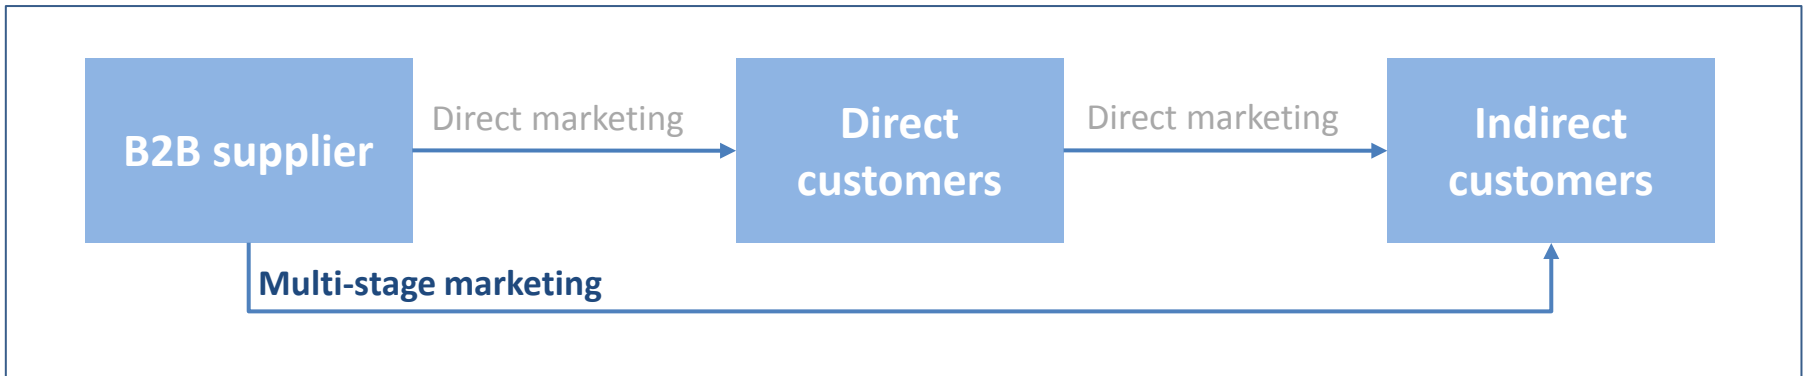 B2B supplier
Direct marketing
Direct
customers
Direct marketing
Indirect
customers
Multi-stage marketing